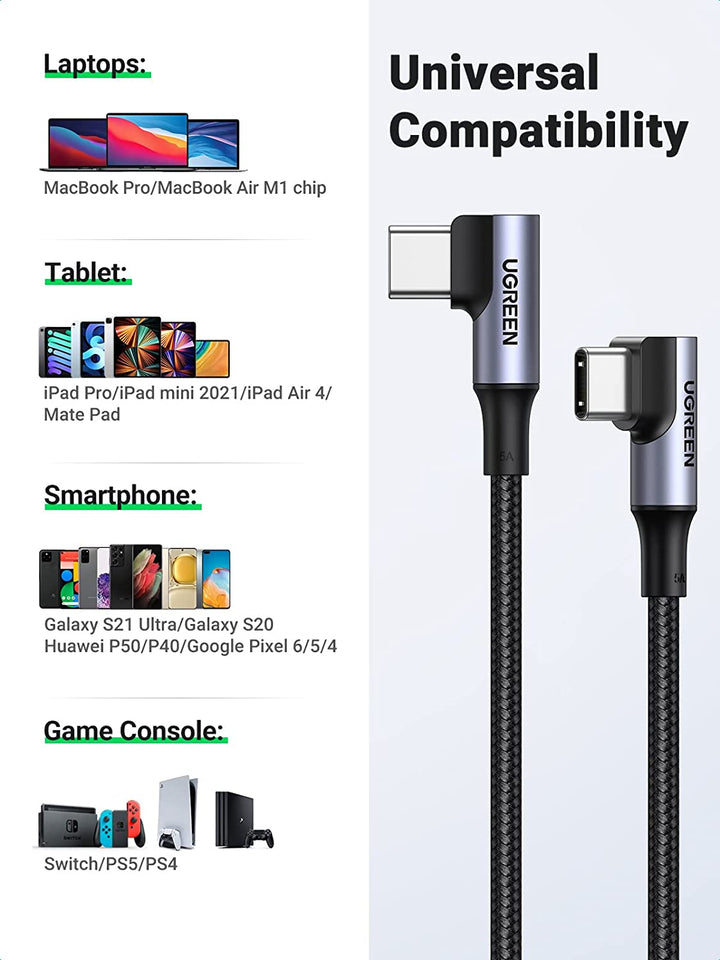 Laptops:
MacBook Pro/MacBook Air M1 chip
Tablet:
iPad Pro/iPad mini 2021/iPad Air 4/
Mate Pad
Smartphone:
Galaxy S21 Ultra/Galaxy S20
Huawei P50/P40/Google Pixel 6/5/4
Game Console:
SWITCH
Switch/PS5/PS4
Universal
Compatibility
UGREEN
5A
UGREEN
5A